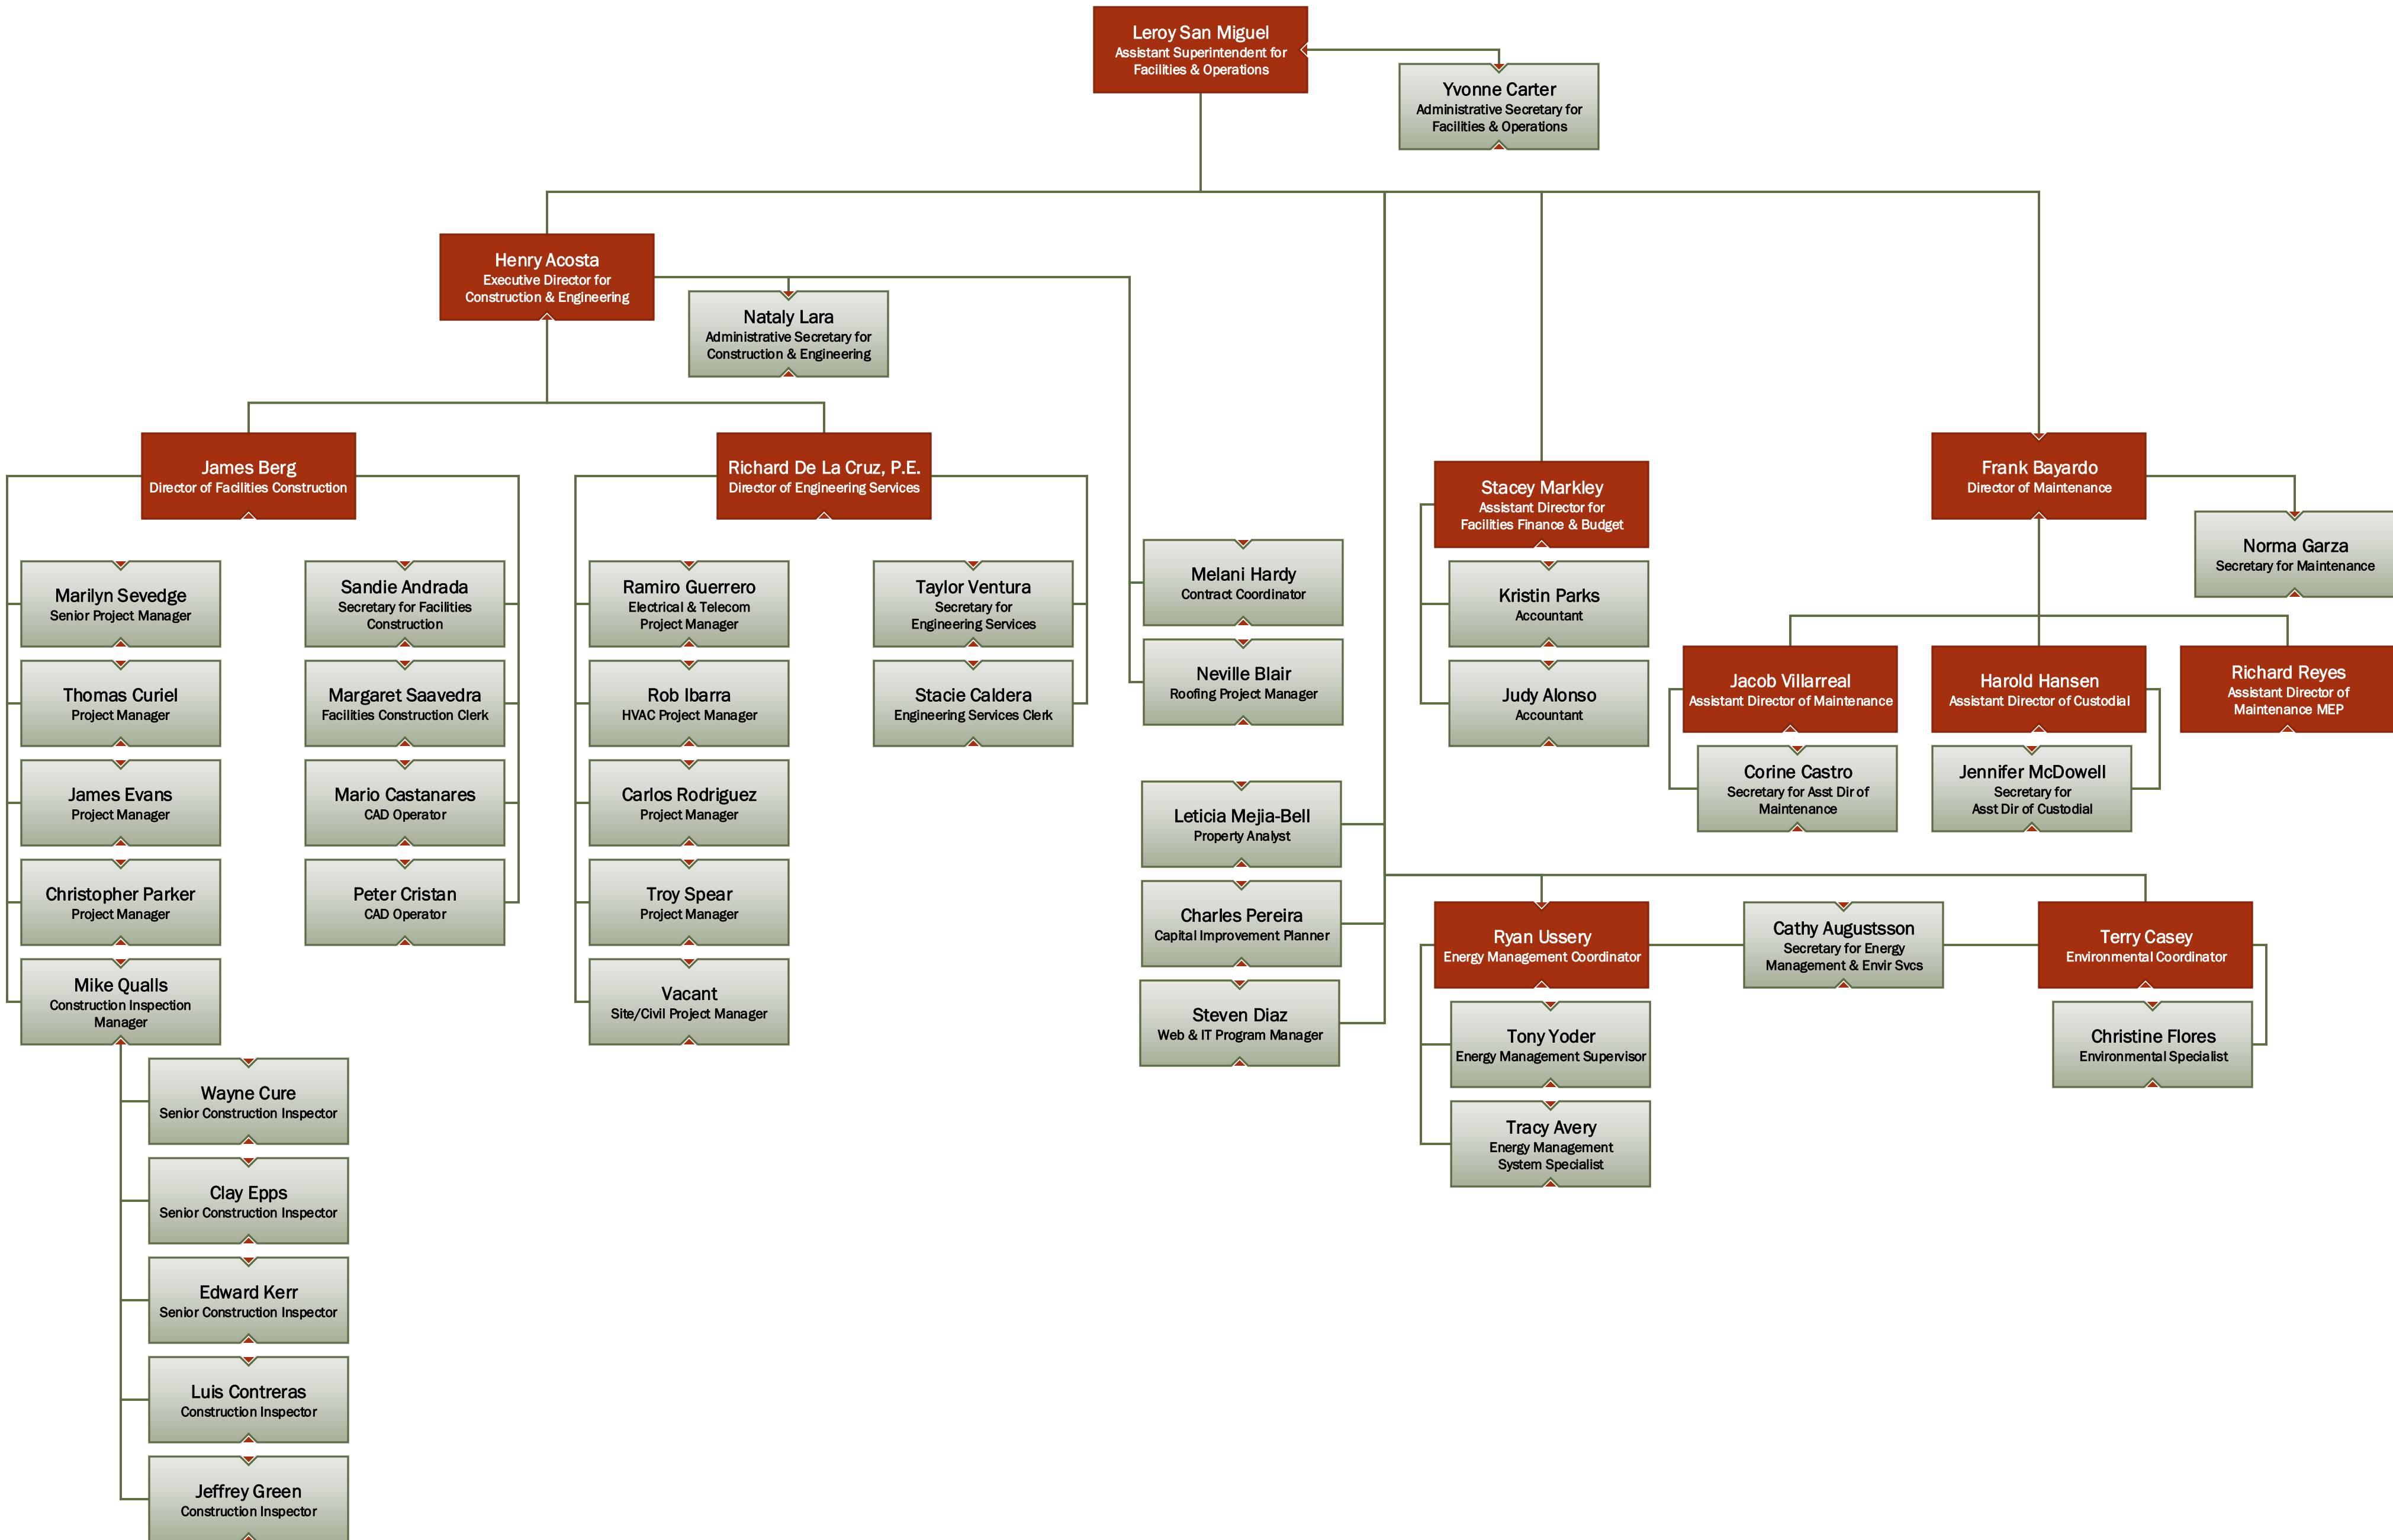 Leroy San Miguel
Assistant Superintendent for
Facilities & Operations
Yvonne Carter
Administrative Secretary for
Facilities & Operations
Henry Acosta
Executive Director for
Construction & Engineering
Nataly Lara
Administrative Secretary for
Construction & Engineering
James Berg
Director of Facilities Construction
Marilyn Sevedge
Senior Project Manager
Thomas Curiel
Project Manager
James Evans
Project Manager
Christopher Parker
Project Manager
Mike Qualls
Construction Inspection
Manager
Wayne Cure
Senior Construction Inspector
Clay Epps
Senior Construction Inspector
Edward Kerr
Senior Construction Inspector
Luis Contreras
Construction Inspector
Jeffrey Green
Construction Inspector
Sandie Andrada
Secretary for Facilities
Construction
Margaret Saavedra
Facilities Construction Clerk
Mario Castanares
CAD Operator
Peter Cristan
CAD Operator
Richard De La Cruz, P.E.
Director of Engineering Services
Ramiro Guerrero
Electrical & Telecom
Project Manager
Rob Ibarra
HVAC Project Manager
Carlos Rodriguez
Project Manager
Troy Spear
Project Manager
Vacant
Site/Civil Project Manager
Taylor Ventura
Secretary for
Engineering Services
Stacie Caldera
Engineering Services Clerk
Melani Hardy
Contract Coordinator
Neville Blair
Roofing Project Manager
Leticia Mejia-Bell
Property Analyst
Charles Pereira
Capital Improvement Planner
Steven Diaz
Web & IT Program Manager
Stacey Markley
Assistant Director for
Facilities Finance & Budget
Kristin Parks
Accountant
Judy Alonso
Accountant
Frank Bayardo
Director of Maintenance
Norma Garza
Secretary for Maintenance
Jacob Villarreal
Assistant Director of Maintenance
Corine Castro
Secretary for Asst Dir of
Maintenance
Harold Hansen
Assistant Director of Custodial
Jennifer McDowell
Secretary for
Asst Dir of Custodial
Richard Reyes
Assistant Director of
Maintenance MEP
Ryan Ussery
Energy Management Coordinator
Tony Yoder
Energy Management Supervisor
Tracy Avery
Energy Management
System Specialist
Cathy Augustsson
Secretary for Energy
Management & Envir Svcs
Terry Casey
Environmental Coordinator
Christine Flores
Environmental Specialist